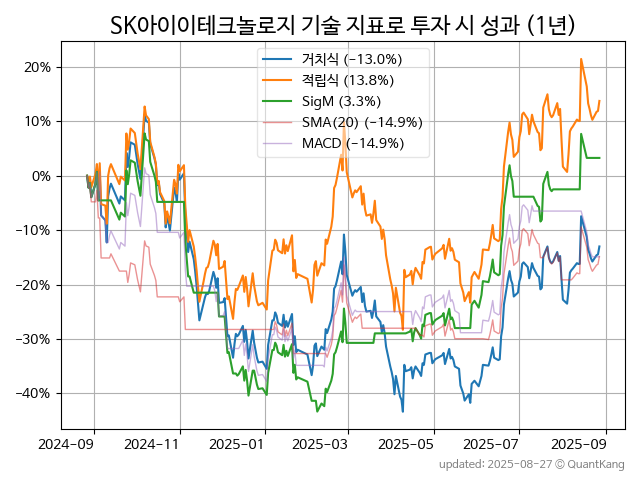 SK아이이테크놀로지 기술 지표로 투자 시 성과 (1년)
거치식 (−13.0%)
적립식 (13.8%)
SigM (3.3%)
SMA(20) (−14.9%)
MACD (−14.9%)
20%
10%
0%
−10%
−20%
−30%
−40%
2024-09 2024-11 2025-01 2025-03 2025-05 2025-07 2025-09
updated: 2025-08-27 © QuantKang